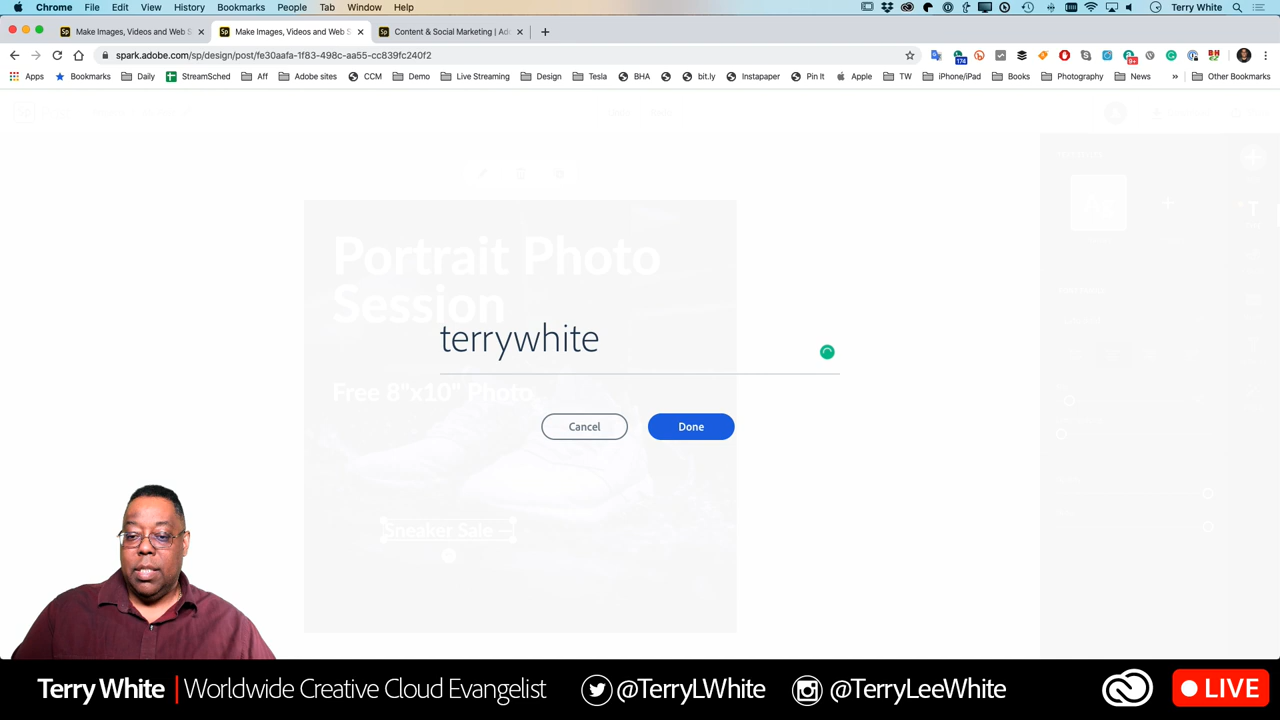 Chrome File Edit View History Bookmarks People Tab Window Help Terry White
Make Images, Videos and Web S × Make Images, Videos and Web S × Content & Social Marketing | Ad ×
spark.adobe.com/sp/design/post/fe30aafa-1f83-498c-aa55-cc839fc240f2
174 9+
Apps Bookmarks Daily StreamSched Aff Adobe sites CCM Demo Live Streaming Design Tesla BHA bit.ly Instapaper Pin It Apple TW iPhone/iPad Books Photography News » Other Bookmarks
Portrait Photo
Session
terrywhite
Free 8"x10" Photo.
Cancel Done
Sneaker Sale –
Terry White | Worldwide Creative Cloud Evangelist @TerryLWhite @TerryLeeWhite LIVE